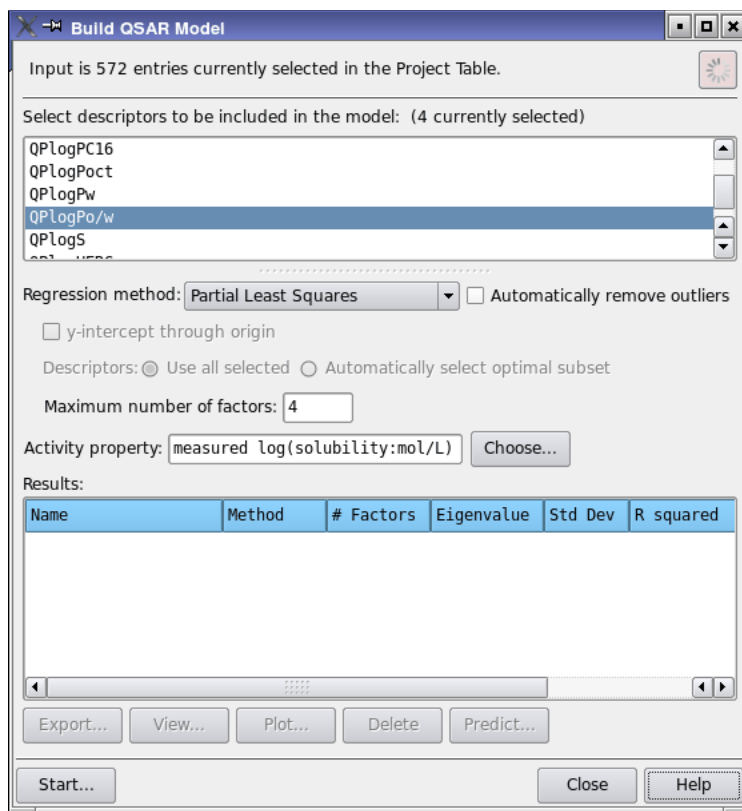 Build QSAR Model
Input is 572 entries currently selected in the Project Table.
Select descriptors to be included in the model: (4 currently selected)
QPlogPC16
QPlogPoct
QPlogPw
QPlogPo/w
QPlogS
Regression method: Partial Least Squares Automatically remove outliers
y-intercept through origin
Descriptors: Use all selected Automatically select optimal subset
Maximum number of factors: 4
Activity property: measured log(solubility:mol/L) Choose...
Results:
Name Method # Factors Eigenvalue Std Dev R squared
Export... View... Plot... Delete Predict...
Start... Close Help